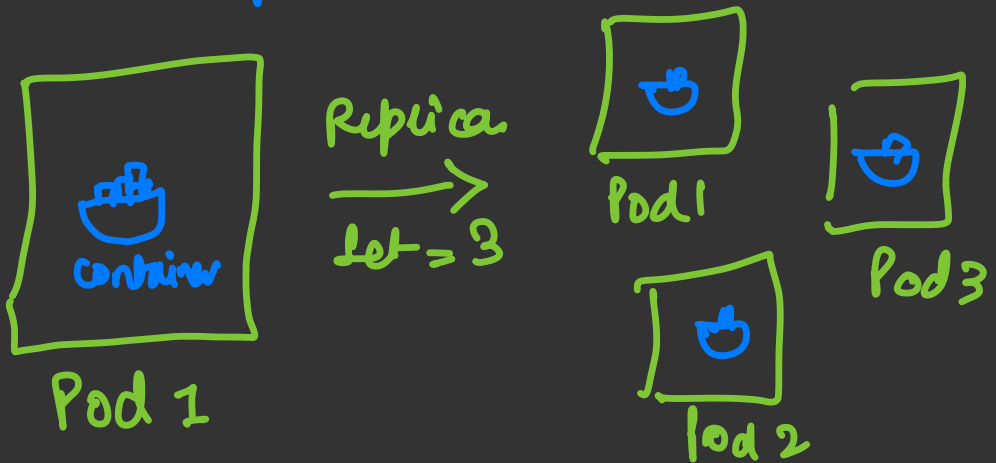 container
Pod 1
Replica
Set = 3
Pod 1
Pod 2
Pod 3